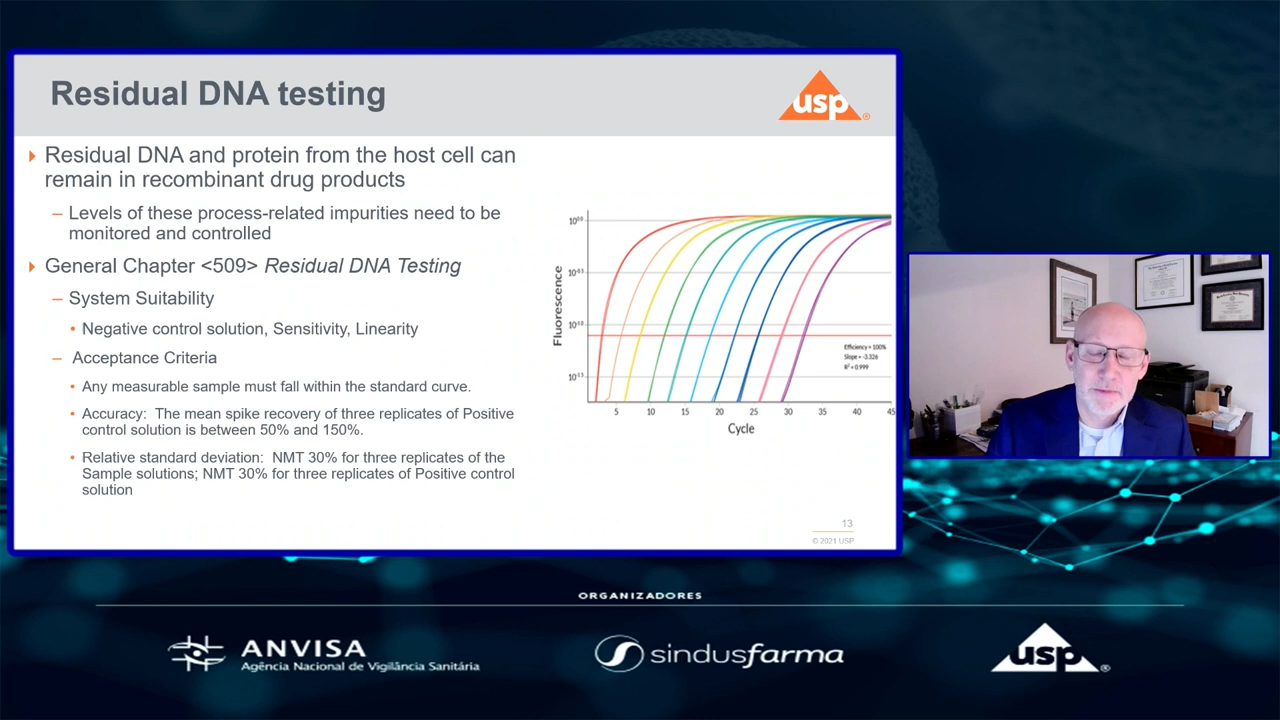 Residual DNA testing
usp®
Residual DNA and protein from the host cell can
remain in recombinant drug products
– Levels of these process-related impurities need to be
monitored and controlled
General Chapter <509> Residual DNA Testing
– System Suitability
• Negative control solution, Sensitivity, Linearity
– Acceptance Criteria
• Any measurable sample must fall within the standard curve.
• Accuracy: The mean spike recovery of three replicates of Positive
control solution is between 50% and 150%.
• Relative standard deviation: NMT 30% for three replicates of the
Sample solutions; NMT 30% for three replicates of Positive control
solution
Fluorescence
Efficiency = 100%
Slope = -3.326
R² = 0.999
5 10 15 20 25 30 35 40 45
Cycle
13
© 2021 USP
ORGANIZADORES
ANVISA
Agência Nacional de Vigilância Sanitária
sindusfarma
usp®